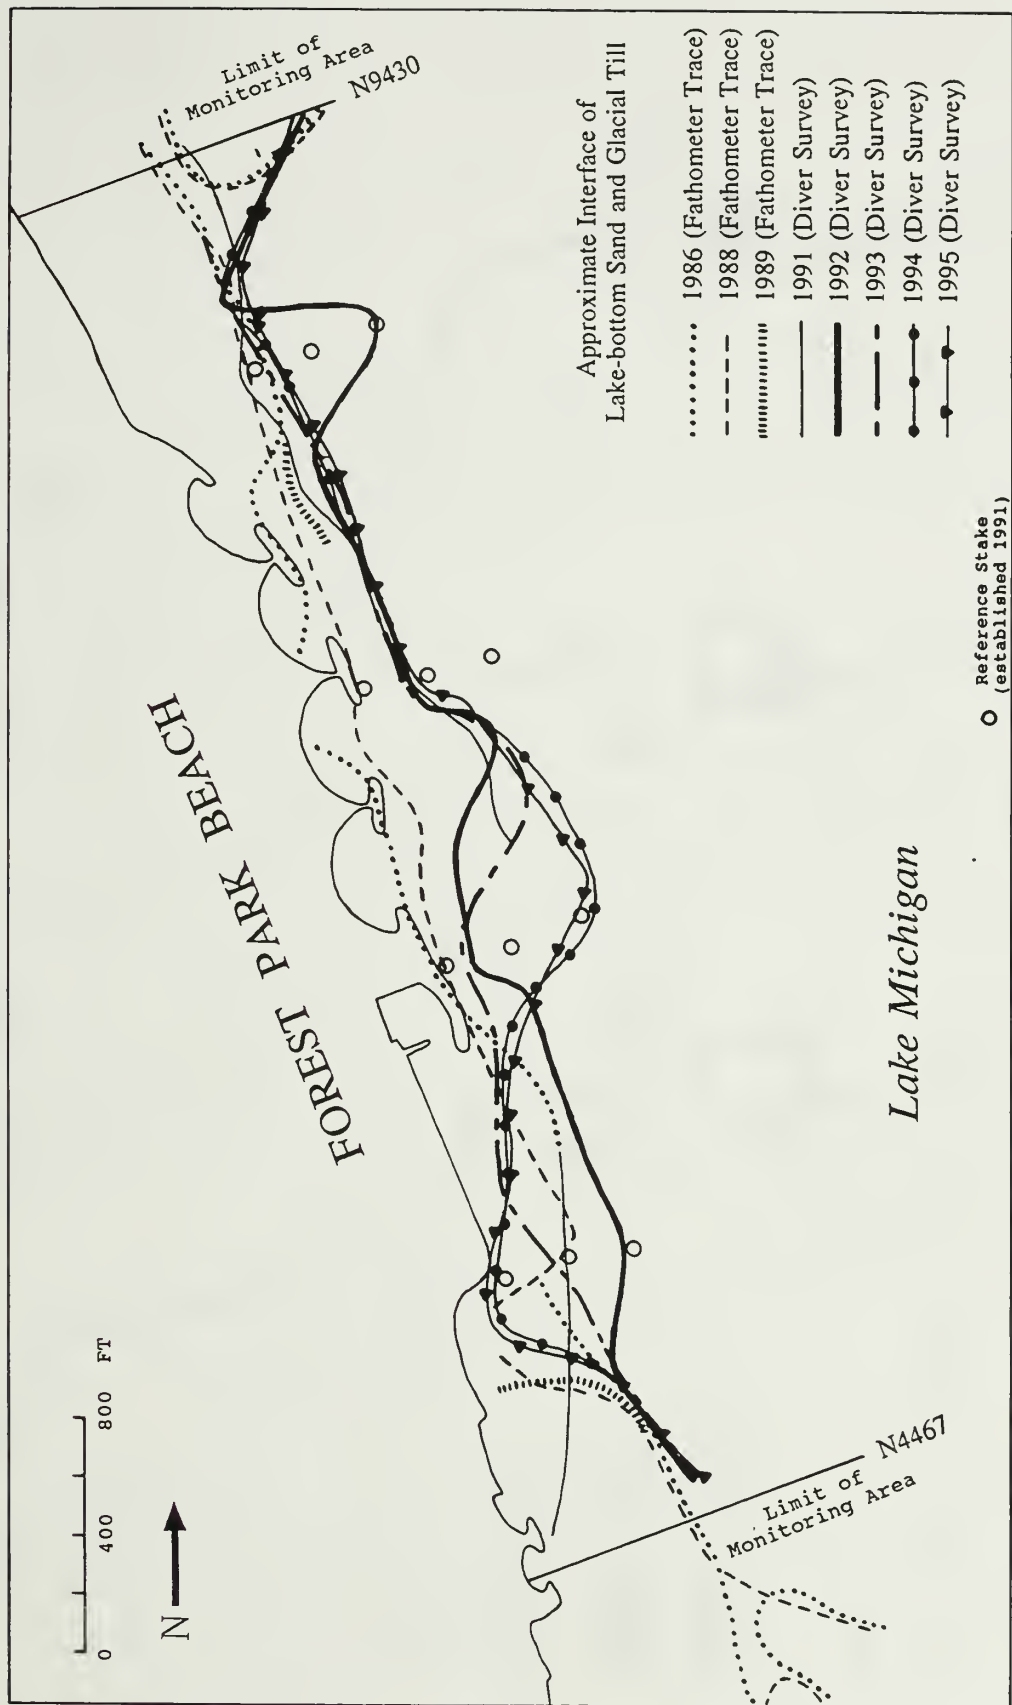 Limit of
Monitoring Area
N9430
FOREST PARK BEACH
Approximate Interface of
Lake-bottom Sand and Glacial Till
1986 (Fathometer Trace)
1988 (Fathometer Trace)
1989 (Fathometer Trace)
1991 (Diver Survey)
1992 (Diver Survey)
1993 (Diver Survey)
1994 (Diver Survey)
1995 (Diver Survey)
Reference Stake
(established 1991)
Lake Michigan
0 400 800 FT
N
Limit of
Monitoring Area
N4467